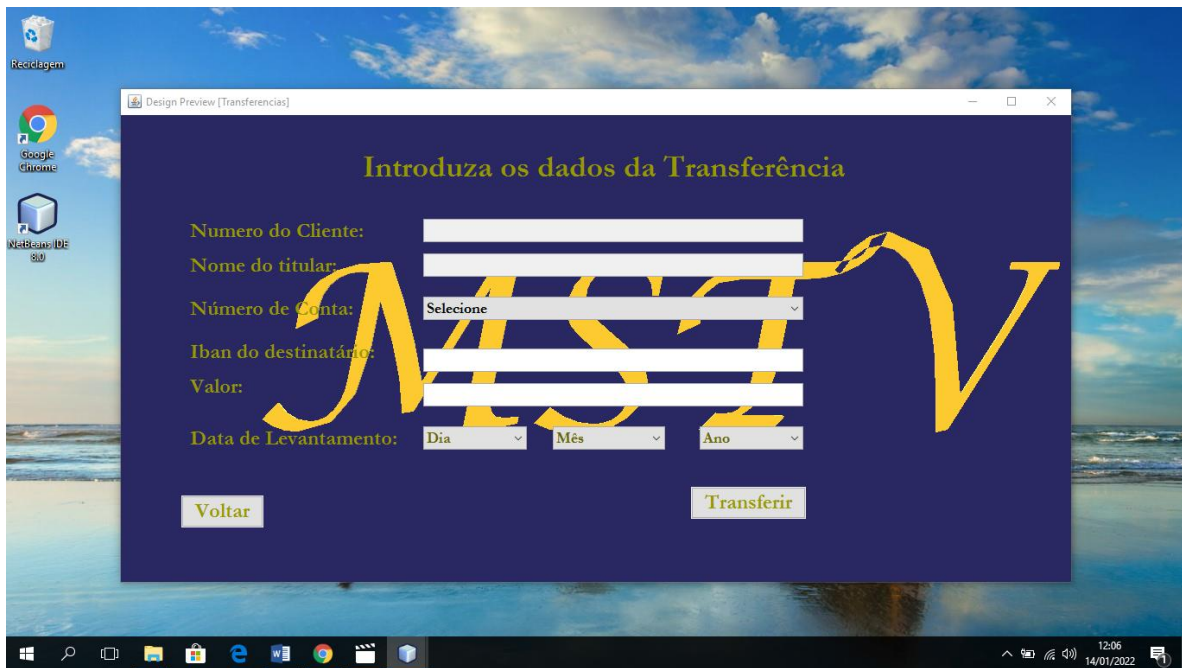 Reciclagem
Google
Chrome
NetBeans IDE
8.0
Design Preview [Transferencias]
Introduza os dados da Transferência
Numero do Cliente:
Nome do titular:
Número de Conta: Selecione
Iban do destinatário:
Valor:
Data de Levantamento: Dia Mês Ano
Voltar Transferir
MSTV
12:06
14/01/2022